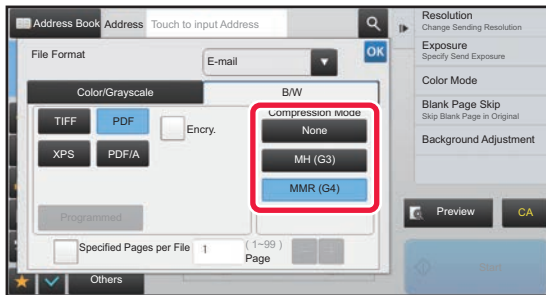 Address Book Address Touch to input Address
File Format
E-mail
OK
Color/Grayscale
B/W
TIFF
PDF
Encry.
XPS
PDF/A
Programmed
Compression Mode
None
MH (G3)
MMR (G4)
Specified Pages per File 1 (1~99)
Page
Others
Resolution
Change Sending Resolution
Exposure
Specify Send Exposure
Color Mode
Blank Page Skip
Skip Blank Page in Original
Background Adjustment
Preview
CA
Start